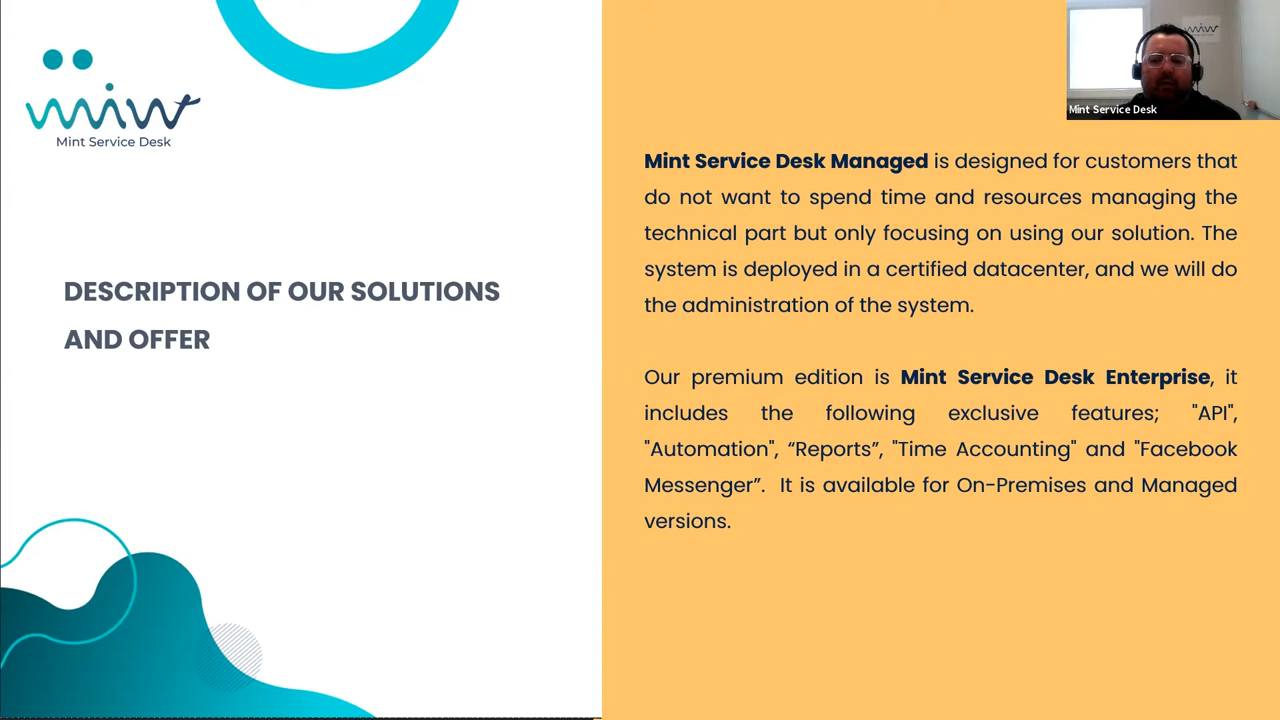 mint
Mint Service Desk
DESCRIPTION OF OUR SOLUTIONS
AND OFFER
Mint Service Desk
Mint Service Desk Managed is designed for customers that
do not want to spend time and resources managing the
technical part but only focusing on using our solution. The
system is deployed in a certified datacenter, and we will do
the administration of the system.
Our premium edition is Mint Service Desk Enterprise, it
includes the following exclusive features; "API",
"Automation", “Reports”, "Time Accounting" and "Facebook
Messenger”.  It is available for On-Premises and Managed
versions.